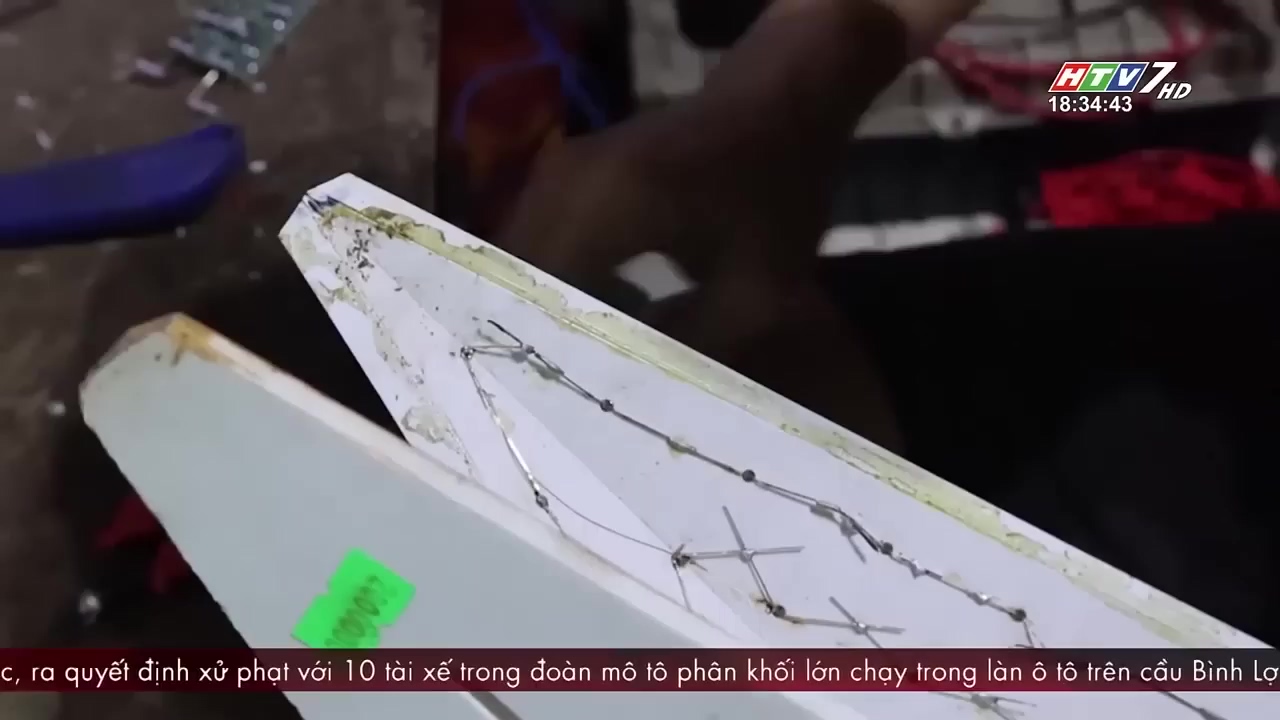 HTV7 HD
18:34:43
c, ra quyết định xử phạt với 10 tài xế trong đoàn mô tô phân khối lớn chạy trong làn ô tô trên cầu Bình Lợ